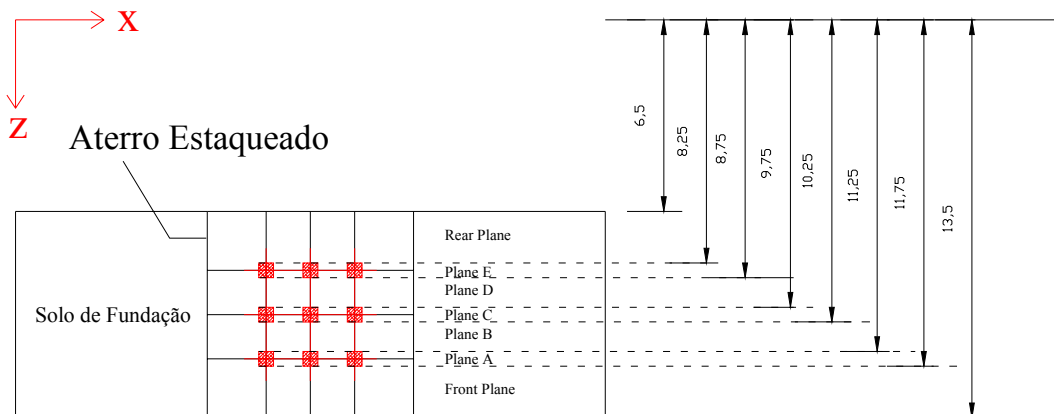 X
Z
Aterro Estaqueado
6,5
8,25
8,75
9,75
10,25
11,25
11,75
13,5
Rear Plane
Plane E
Plane D
Solo de Fundação
Plane C
Plane B
Plane A
Front Plane